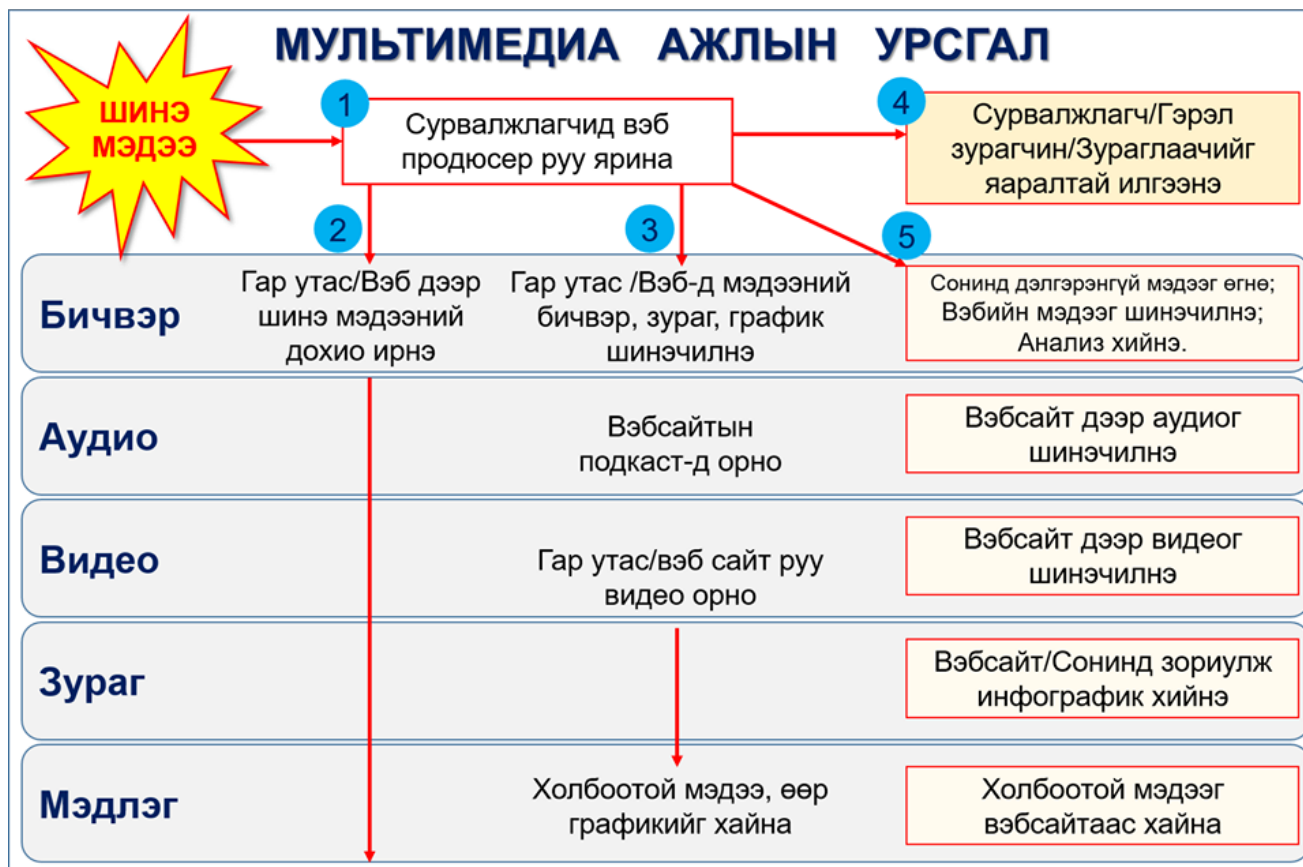 МУЛЬТИМЕДИА АЖЛЫН УРСГАЛ
ШИНЭ
МЭДЭЭ
1
Сурвалжлагчид вэб
продюсер руу ярина
4
Сурвалжлагч/Гэрэл
зурагчин/Зураглаачийг
яаралтай илгээнэ
2
3
5
Бичвэр
Гар утас/Вэб дээр
шинэ мэдээний
дохио ирнэ
Гар утас /Вэб-д мэдээний
бичвэр, зураг, график
шинэчилнэ
Сонинд дэлгэрэнгүй мэдээг өгнө;
Вэбийн мэдээг шинэчилнэ;
Анализ хийнэ.
Аудио
Вэбсайтын
подкаст-д орно
Вэбсайт дээр аудиог
шинэчилнэ
Видео
Гар утас/вэб сайт руу
видео орно
Вэбсайт дээр видеог
шинэчилнэ
Зураг
Вэбсайт/Сонинд зориулж
инфографик хийнэ
Мэдлэг
Холбоотой мэдээ, өөр
графикийг хайна
Холбоотой мэдээг
вэбсайтаас хайна